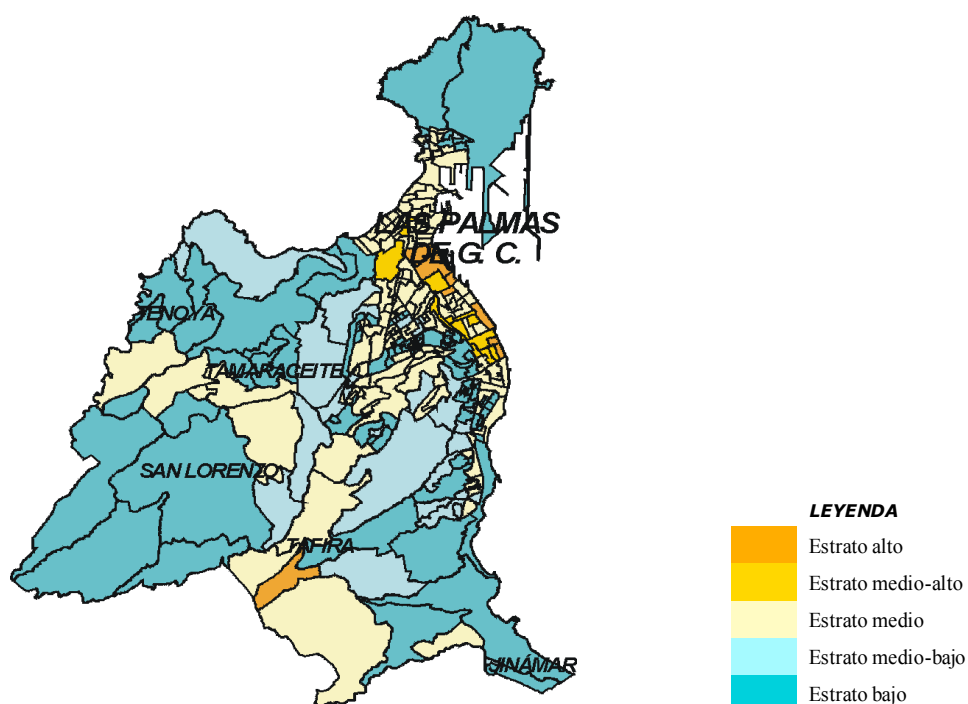 LAS PALMAS
DE G. C.
TENOYA
TAMARACEITE
SAN LORENZO
TAFIRA
JINÁMAR
LEYENDA
Estrato alto
Estrato medio-alto
Estrato medio
Estrato medio-bajo
Estrato bajo